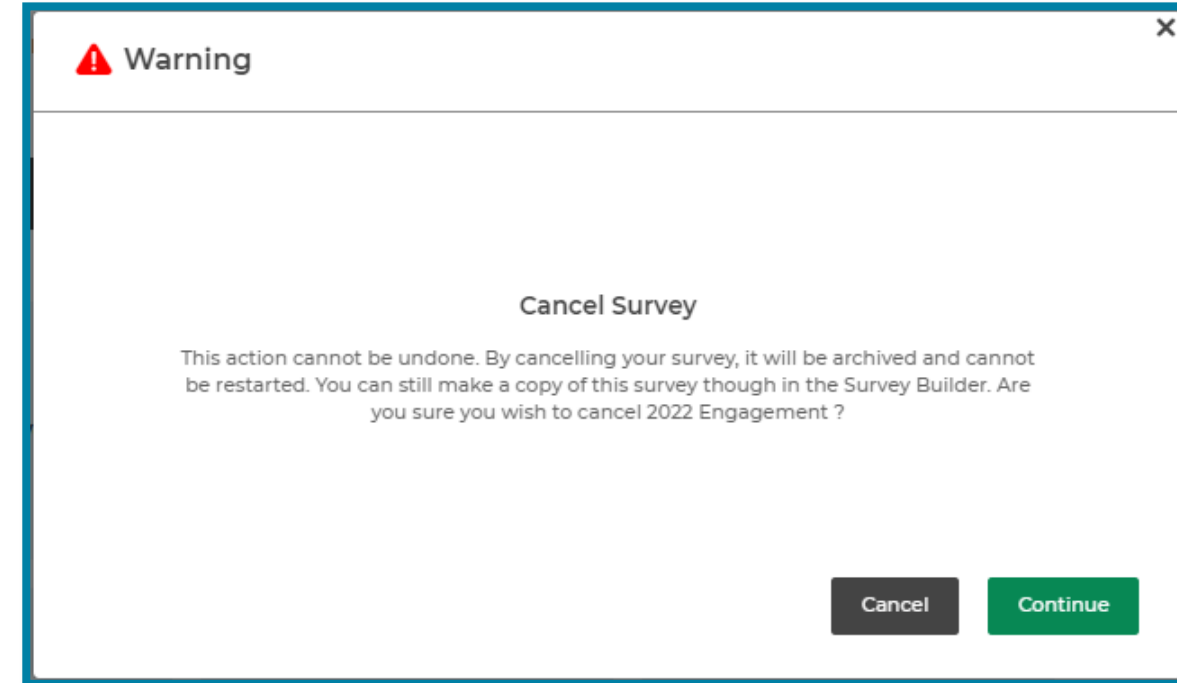 Warning
Cancel Survey
This action cannot be undone. By cancelling your survey, it will be archived and cannot
be restarted. You can still make a copy of this survey though in the Survey Builder. Are
you sure you wish to cancel 2022 Engagement ?
Cancel
Continue